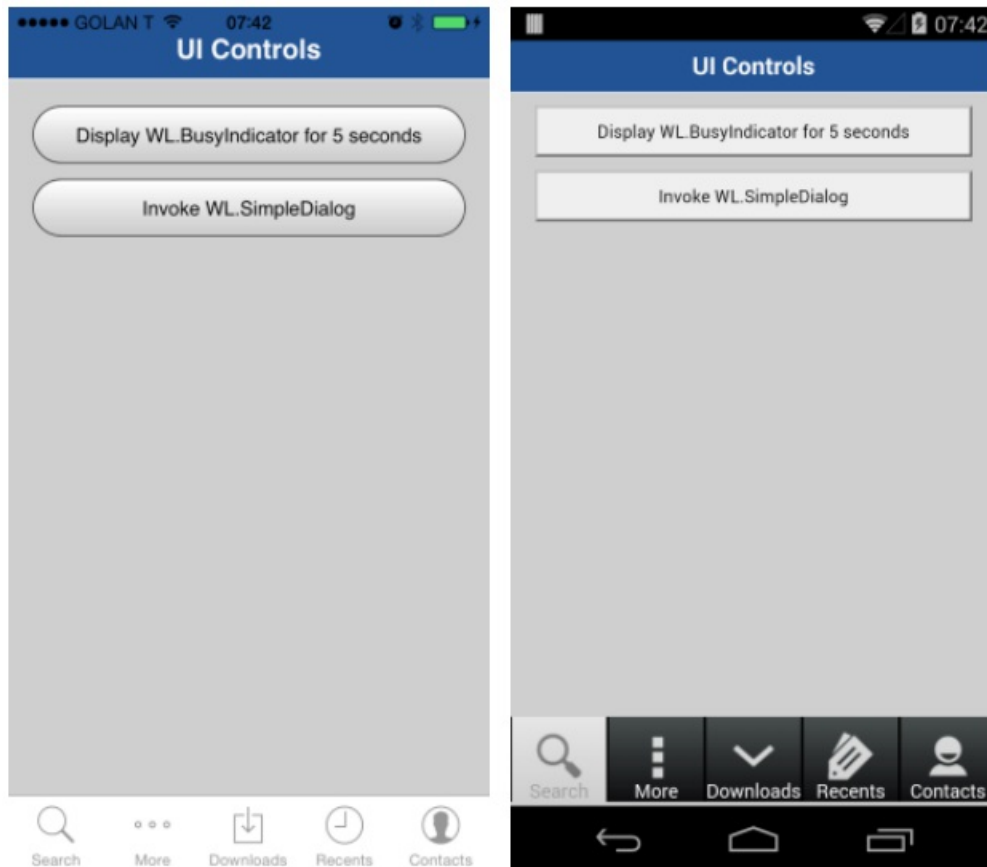 GOLAN T 07:42
UI Controls
Display WL.BusyIndicator for 5 seconds
Invoke WL.SimpleDialog
Search More Downloads Recents Contacts
07:42
UI Controls
Display WL.BusyIndicator for 5 seconds
Invoke WL.SimpleDialog
Search More Downloads Recents Contacts